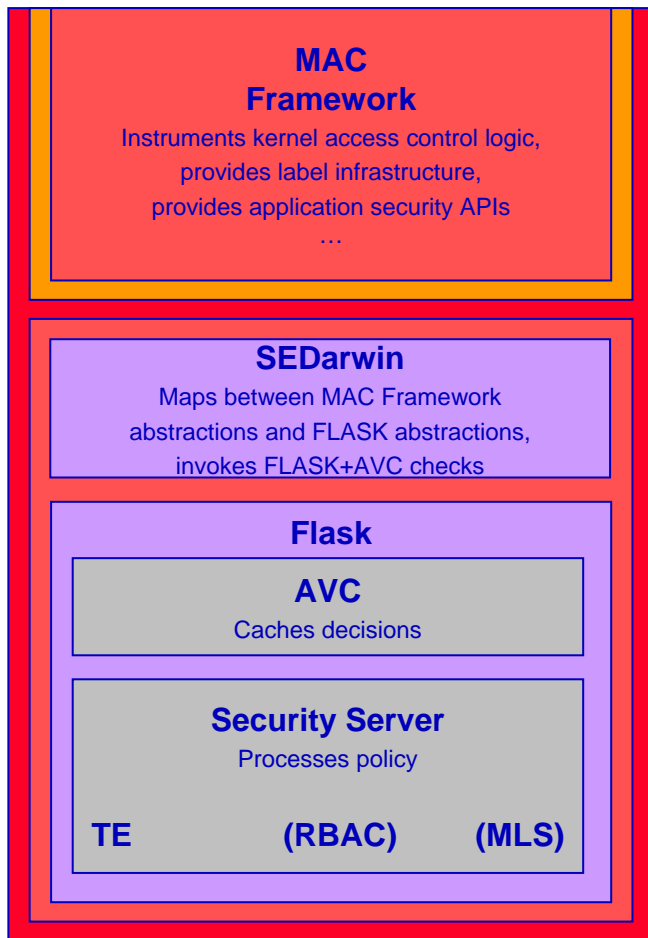 MAC
Framework
Instruments kernel access control logic,
provides label infrastructure,
provides application security APIs
…
SEDarwin
Maps between MAC Framework
abstractions and FLASK abstractions,
invokes FLASK+AVC checks
Flask
AVC
Caches decisions
Security Server
Processes policy
TE (RBAC) (MLS)